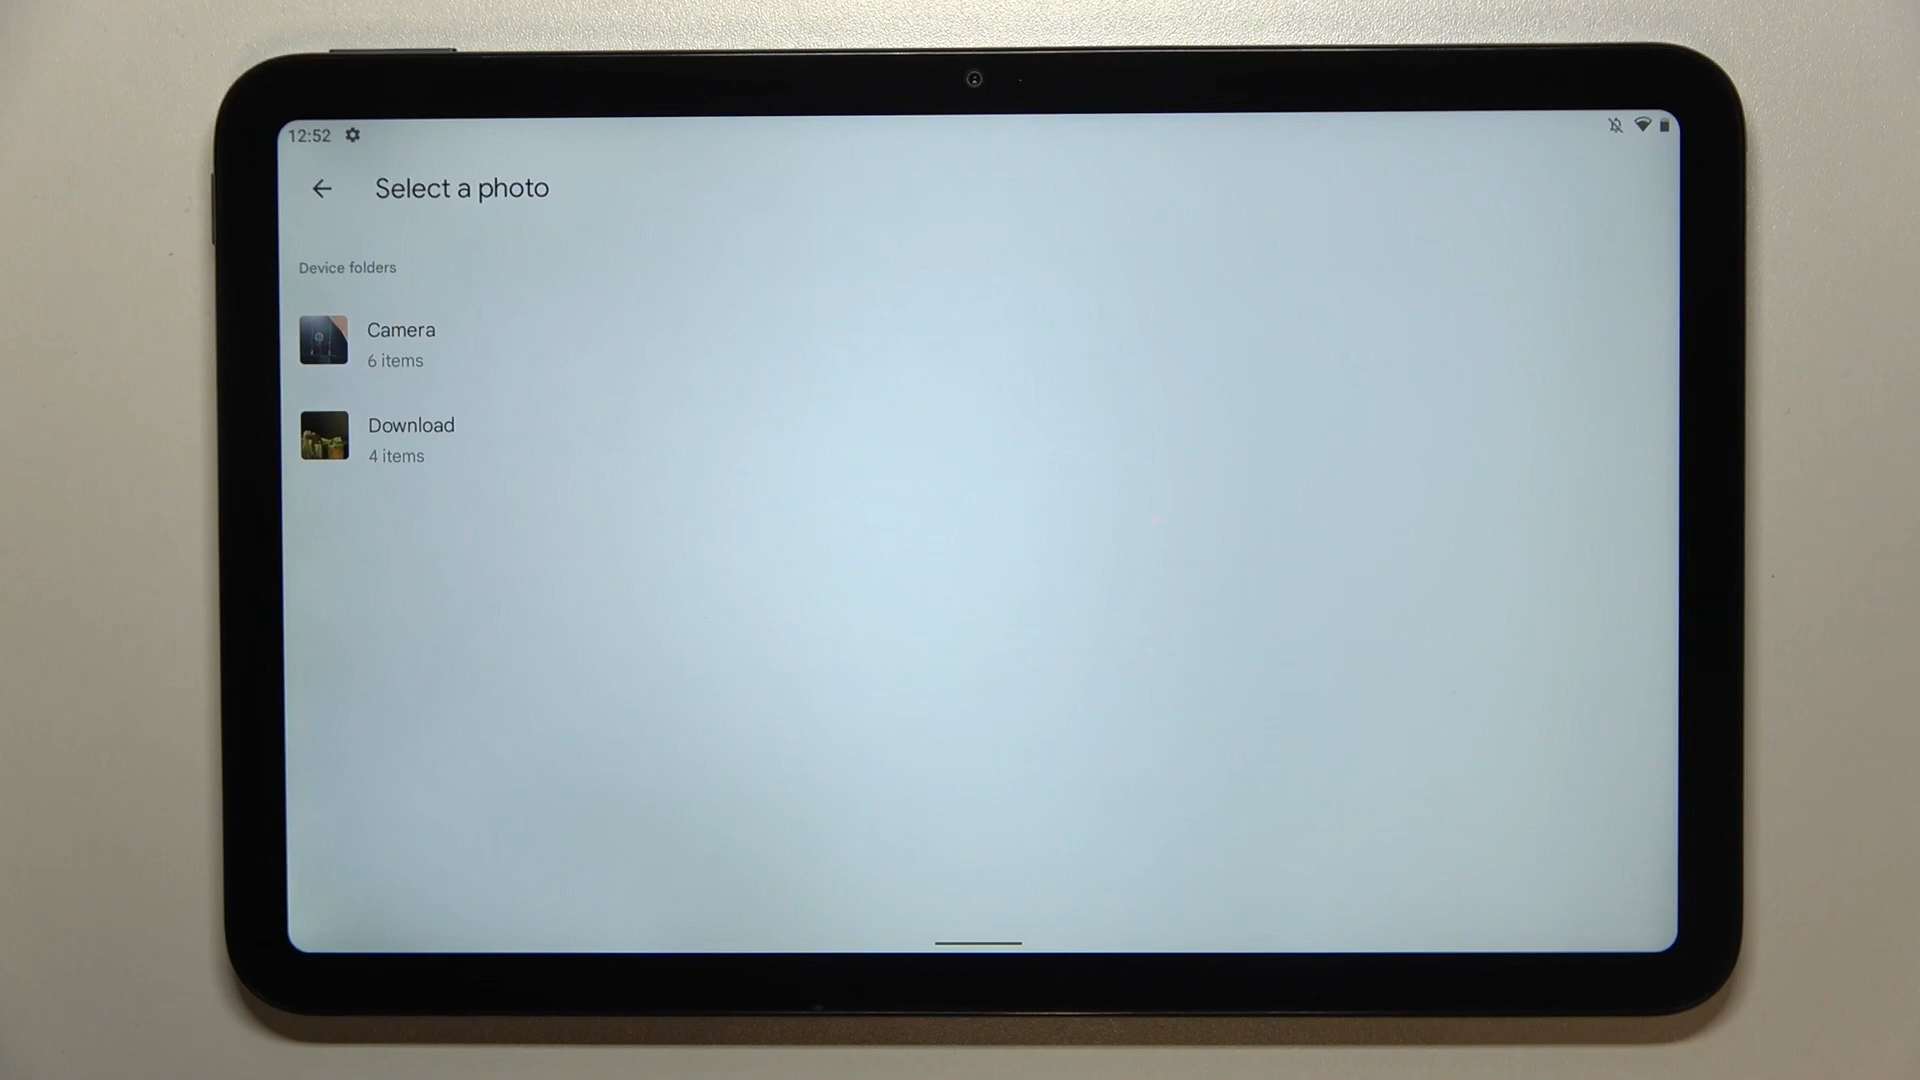 12:52
Select a photo
Device folders
Camera
6 items
Download
4 items